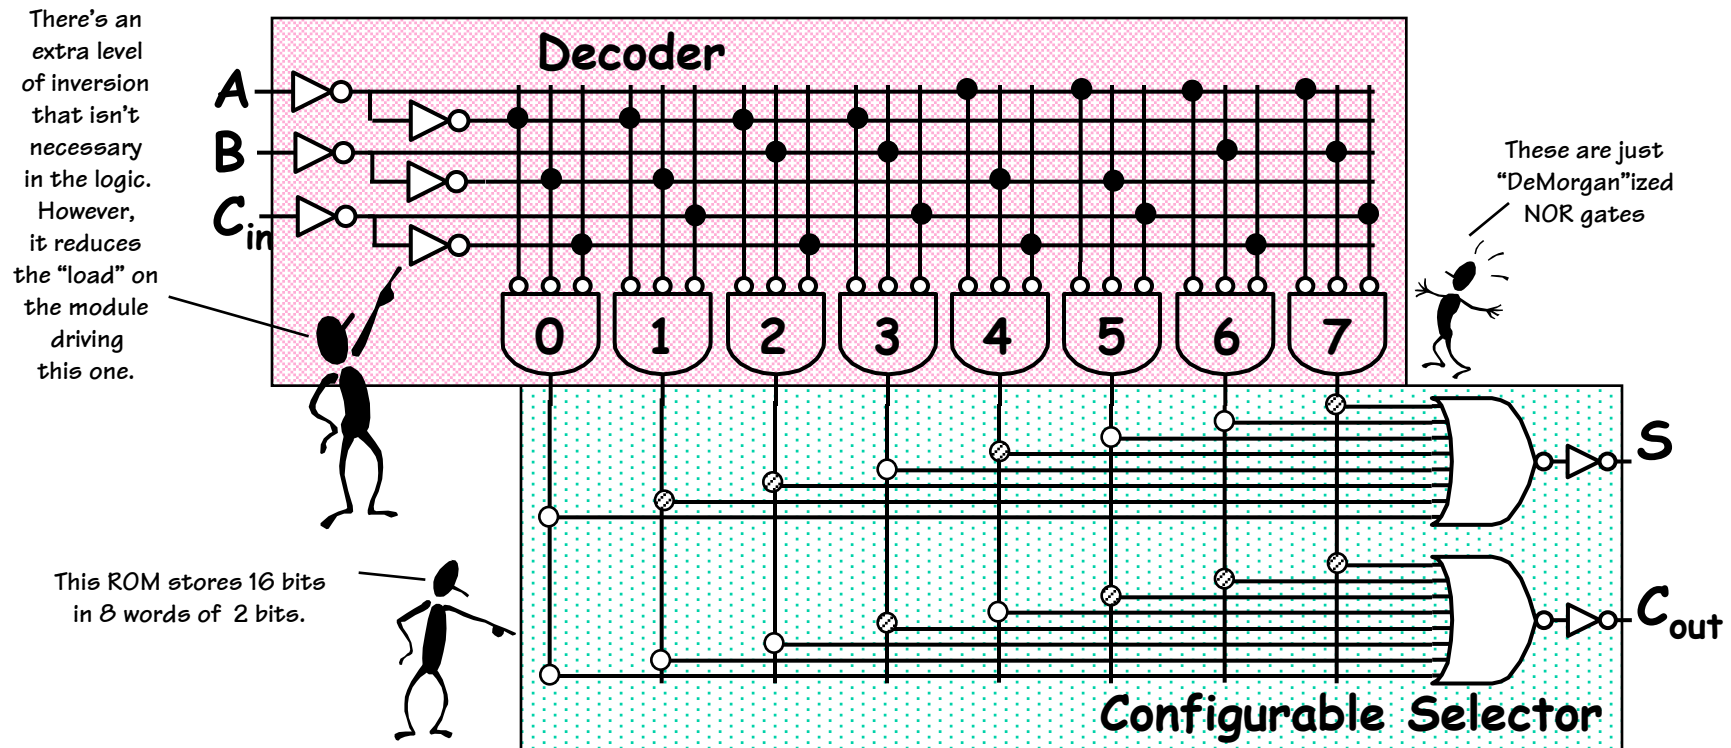 There's an
extra level
of inversion
that isn't
necessary
in the logic.
However,
it reduces
the “load” on
the module
driving
this one.
Decoder
A
B
Cin
These are just
“DeMorgan”ized
NOR gates
0 1 2 3 4 5 6 7
S
Cout
This ROM stores 16 bits
in 8 words of 2 bits.
Configurable Selector